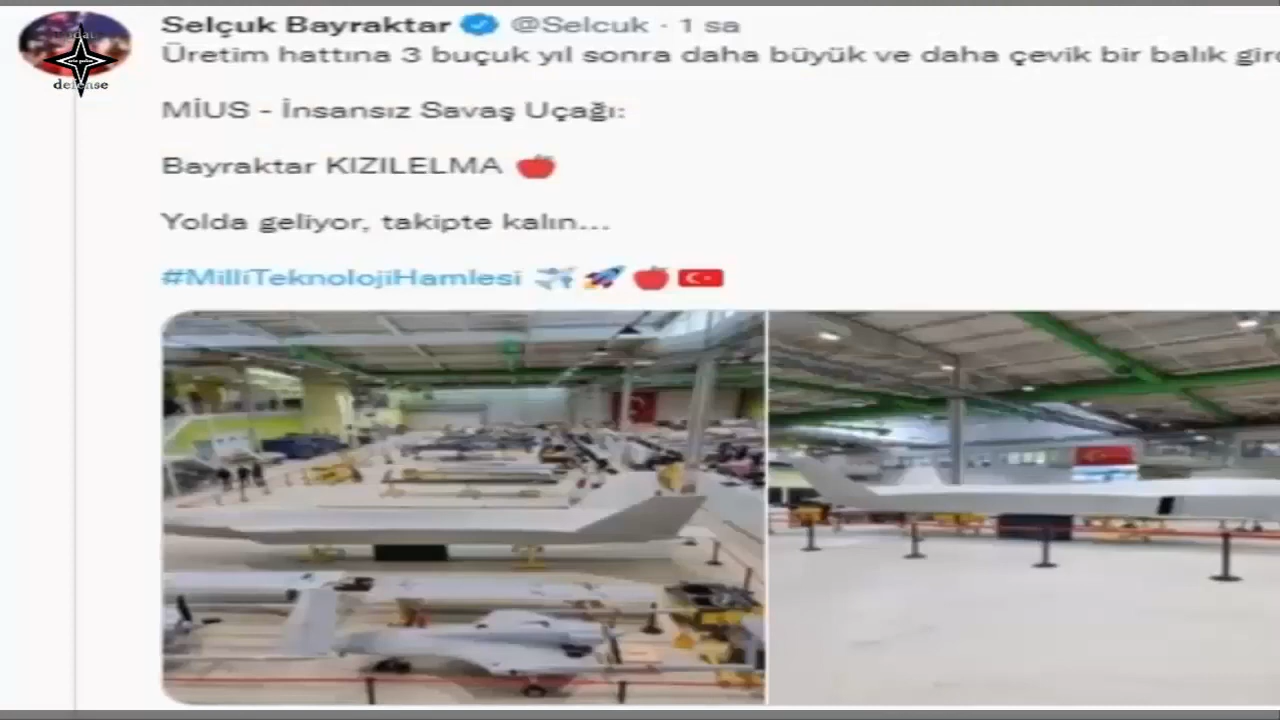 Selçuk Bayraktar @Selcuk · 1 sa
Üretim hattına 3 buçuk yıl sonra daha büyük ve daha çevik bir balık
MİUS - İnsansız Savaş Uçağı:
Bayraktar KIZILELMA
Yolda geliyor, takipte kalın...
#MilliTeknolojiHamlesi
defense